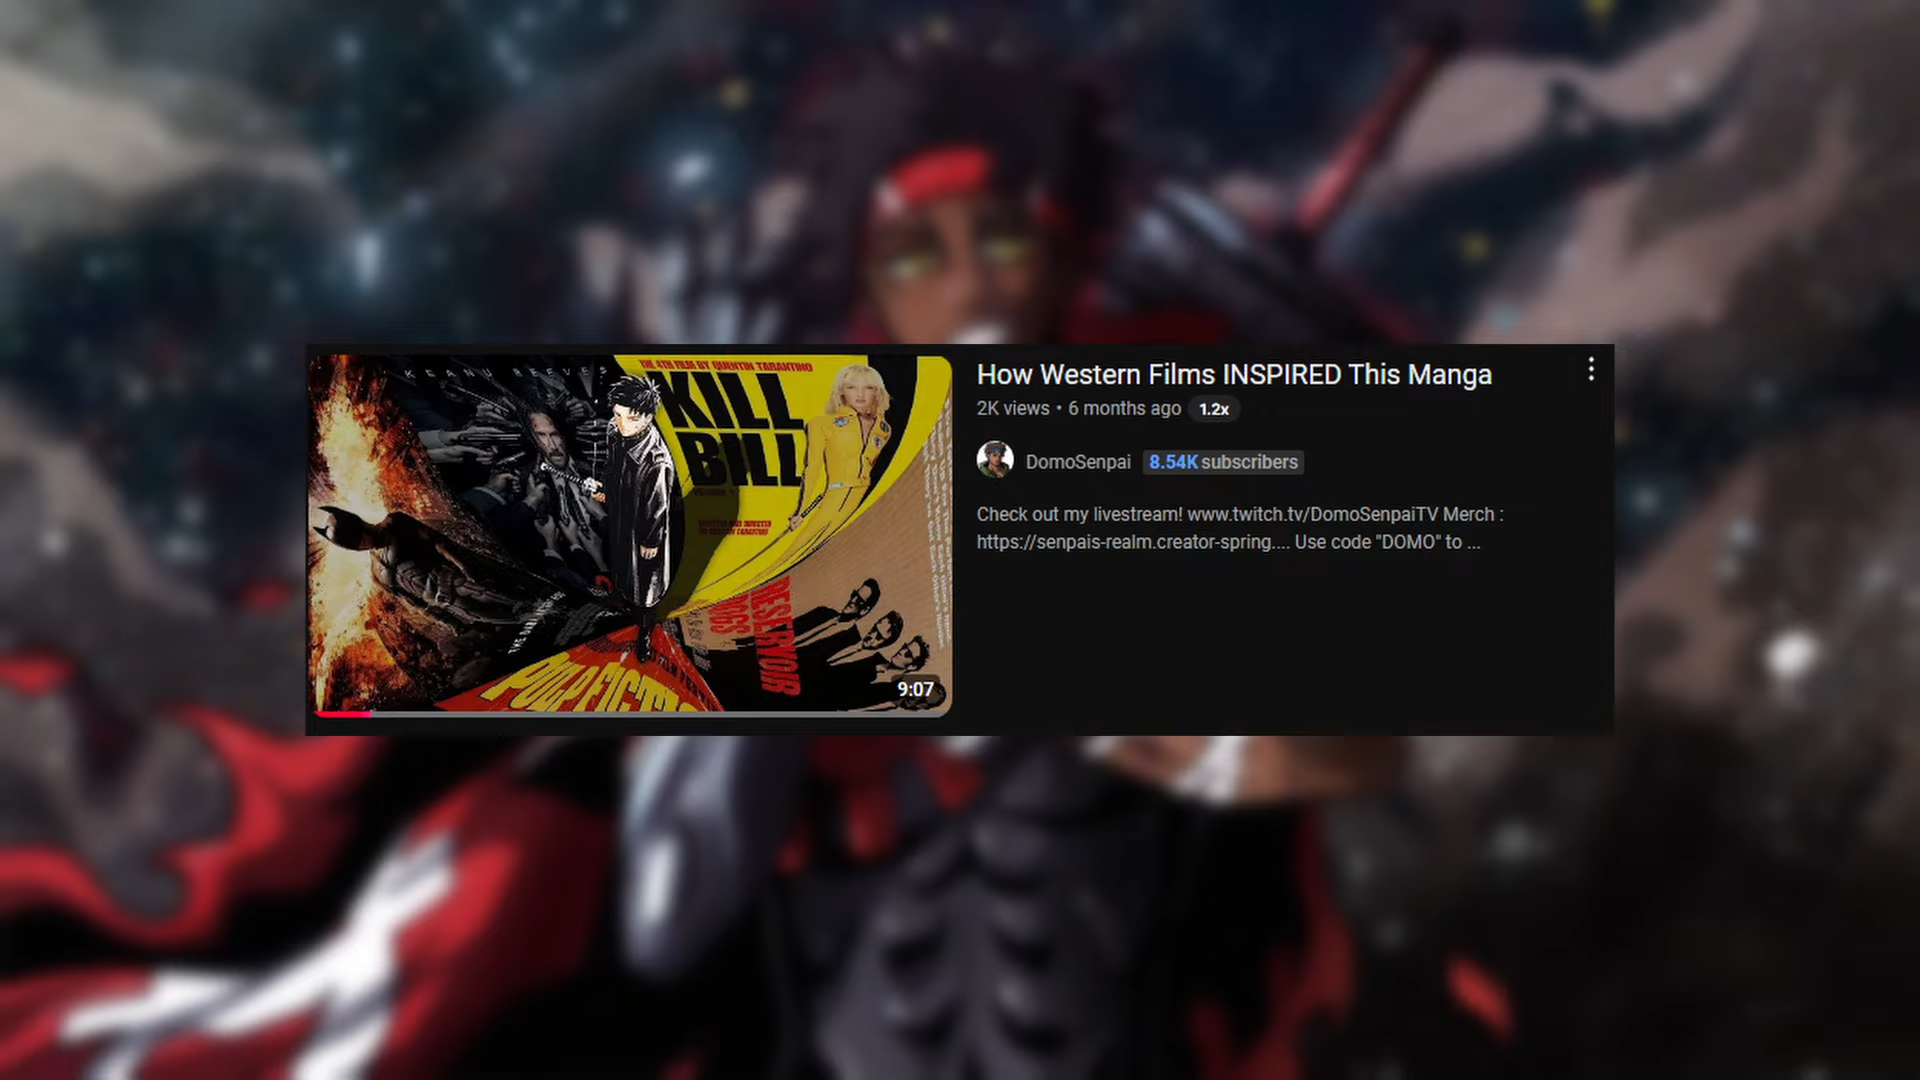 KEANU REEVES
THE 4TH FILM BY QUENTIN TARANTINO
KILL
BILL
RESERVOIR
DOGS
PULP FICTION
9:07
How Western Films INSPIRED This Manga
2K views • 6 months ago 1.2x
DomoSenpai 8.54K subscribers
Check out my livestream! www.twitch.tv/DomoSenpaiTV Merch :
https://senpais-realm.creator-spring.... Use code "DOMO" to ...